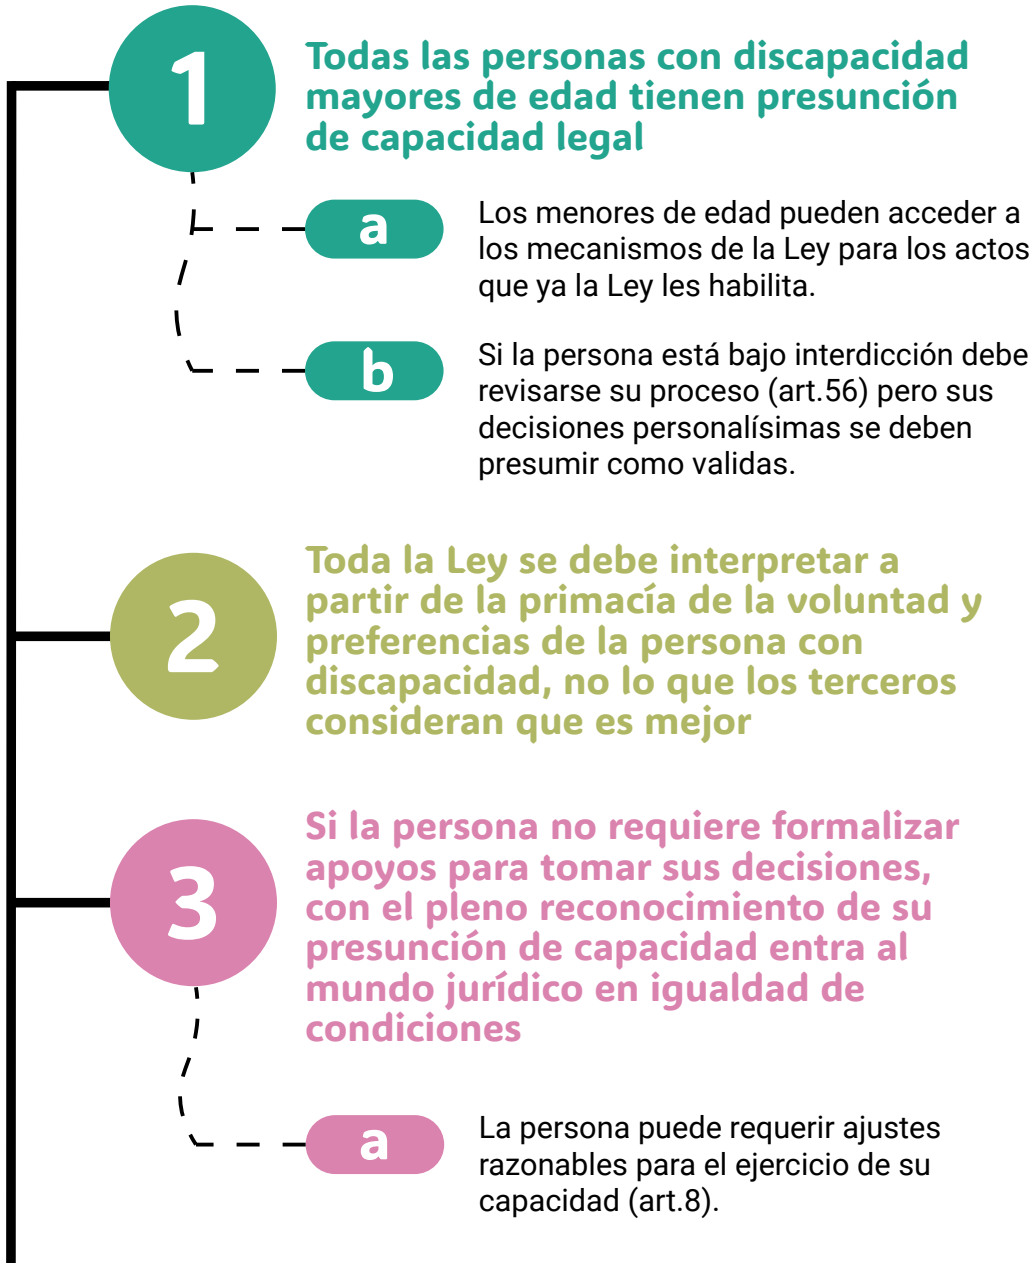 1
Todas las personas con discapacidad
mayores de edad tienen presunción
de capacidad legal
a
Los menores de edad pueden acceder a
los mecanismos de la Ley para los actos
que ya la Ley les habilita.
b
Si la persona está bajo interdicción debe
revisarse su proceso (art.56) pero sus
decisiones personalísimas se deben
presumir como validas.
2
Toda la Ley se debe interpretar a
partir de la primacía de la voluntad y
preferencias de la persona con
discapacidad, no lo que los terceros
consideran que es mejor
3
Si la persona no requiere formalizar
apoyos para tomar sus decisiones,
con el pleno reconocimiento de su
presunción de capacidad entra al
mundo jurídico en igualdad de
condiciones
a
La persona puede requerir ajustes
razonables para el ejercicio de su
capacidad (art.8).